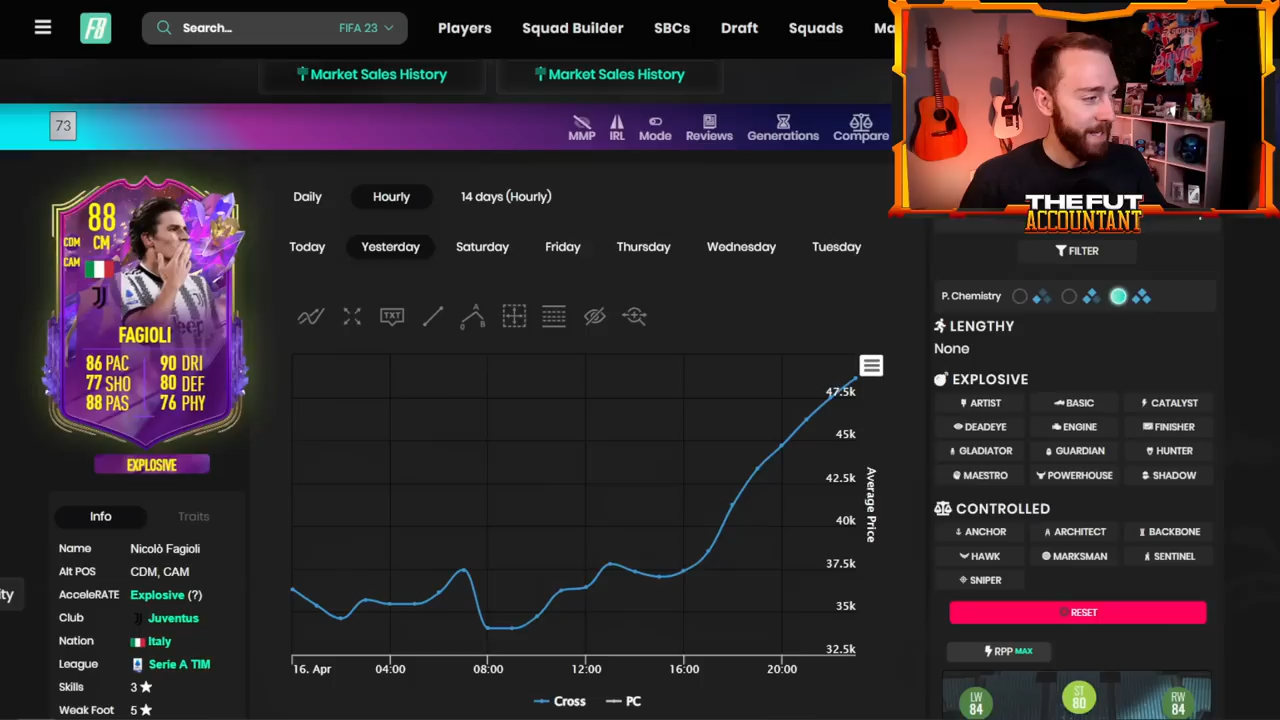 F8
Search...
FIFA 23
Players
Squad Builder
SBCs
Draft
Squads
Ma
Market Sales History
Market Sales History
73
MMP
IRL
Mode
Reviews
Generations
Compare
THE FUT
ACCOUNTANT
Daily
Hourly
14 days (Hourly)
Today
Yesterday
Saturday
Friday
Thursday
Wednesday
Tuesday
88
CM
CDM
CAM
FAGIOLI
86 PAC
90 DRI
77 SHO
80 DEF
88 PAS
76 PHY
EXPLOSIVE
TXT
A
B
47.5k
45k
42.5k
40k
37.5k
35k
32.5k
Average Price
16. Apr
04:00
08:00
12:00
16:00
20:00
Cross
PC
Info
Traits
Name
Nicolò Fagioli
Alt POS
CDM, CAM
AcceleRATE
Explosive (?)
Club
Juventus
Nation
Italy
League
Serie A TIM
Skills
3
Weak Foot
5
ty
FILTER
P. Chemistry
LENGTHY
None
EXPLOSIVE
ARTIST
BASIC
CATALYST
DEADEYE
ENGINE
FINISHER
GLADIATOR
GUARDIAN
HUNTER
MAESTRO
POWERHOUSE
SHADOW
CONTROLLED
ANCHOR
ARCHITECT
BACKBONE
HAWK
MARKSMAN
SENTINEL
SNIPER
RESET
RPP MAX
LW
84
ST
80
RW
84